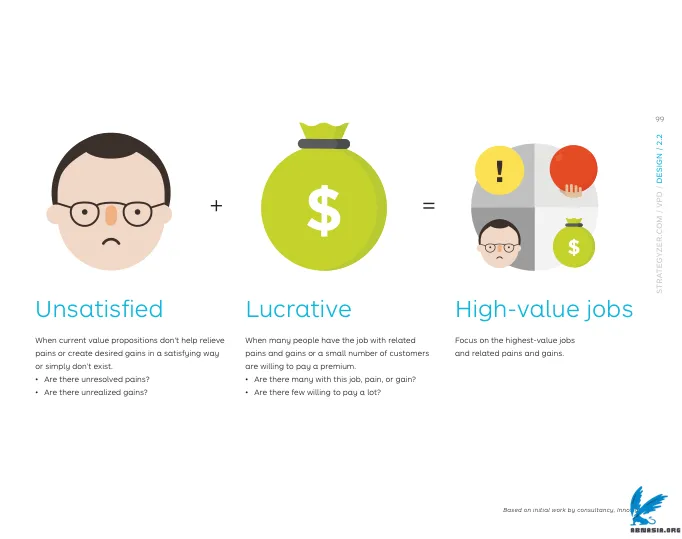 99
STRATEGYZER.COM / VPD / DESIGN / 2.2
!
$
+
=
$
Unsatisfied
When current value propositions don't help relieve
pains or create desired gains in a satisfying way
or simply don't exist.
• Are there unresolved pains?
• Are there unrealized gains?
Lucrative
When many people have the job with related
pains and gains or a small number of customers
are willing to pay a premium.
• Are there many with this job, pain, or gain?
• Are there few willing to pay a lot?
High-value jobs
Focus on the highest-value jobs
and related pains and gains.
Based on initial work by consultancy,